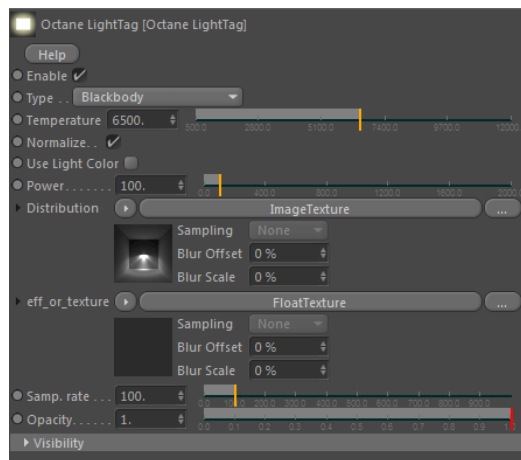 Octane LightTag [Octane LightTag]
Help
Enable
Type . . Blackbody
Temperature 6500.
500.0 2800.0 5100.0 7400.0 9700.0 12000
Normalize. .
Use Light Color
Power. . . . . . . 100.
0.0 400.0 800.0 1200.0 1600.0 2000.0
Distribution ImageTexture ...
Sampling None
Blur Offset 0 %
Blur Scale 0 %
eff_or_texture FloatTexture ...
Sampling None
Blur Offset 0 %
Blur Scale 0 %
Samp. rate . . . 100.
0.0 100.0 200.0 300.0 400.0 500.0 600.0 700.0 800.0 900.0
Opacity. . . . . . 1.
0.0 0.1 0.2 0.3 0.4 0.5 0.6 0.7 0.8 0.9 1.0
Visibility